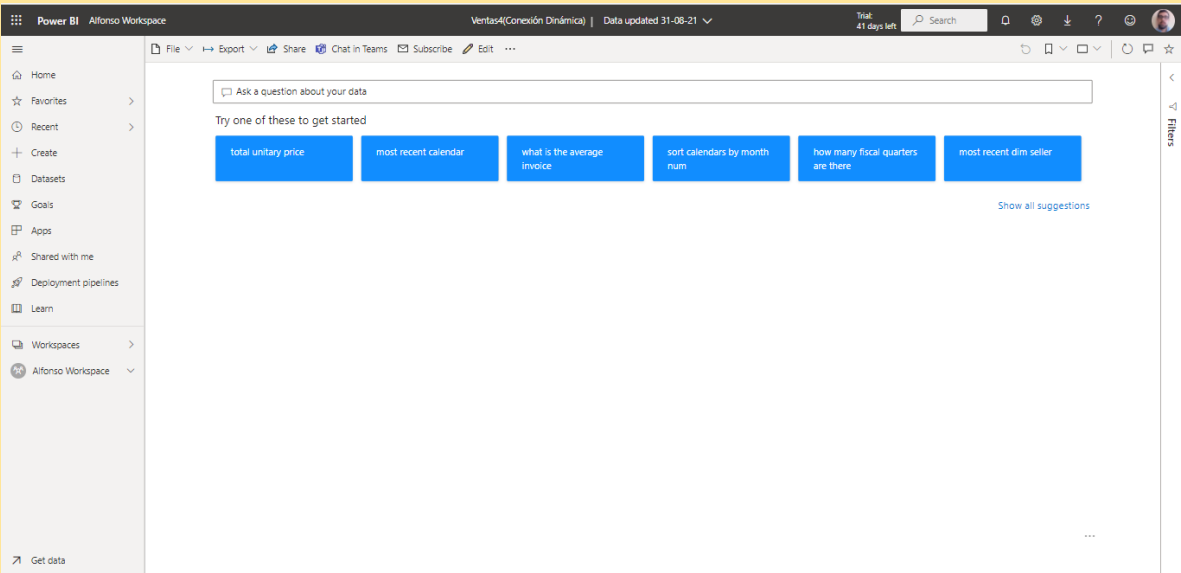 Power BI Alfonso Workspace
Ventas4(Conexión Dinámica) | Data updated 31-08-21
Trial:
41 days left
Search
File
Export
Share
Chat in Teams
Subscribe
Edit
Home
Favorites
Recent
Create
Datasets
Goals
Apps
Shared with me
Deployment pipelines
Learn
Workspaces
Alfonso Workspace
Get data
Ask a question about your data
Try one of these to get started
total unitary price
most recent calendar
what is the average
invoice
sort calendars by month
num
how many fiscal quarters
are there
most recent dim seller
Show all suggestions
Filters